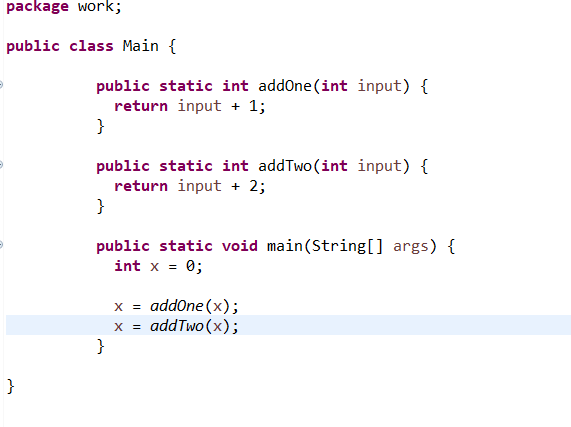 package work;
public class Main {
public static int addOne(int input) {
return input + 1;
}
public static int addTwo(int input) {
return input + 2;
}
public static void main(String[] args) {
int x = 0;
x = addOne(x);
x = addTwo(x);
}
}